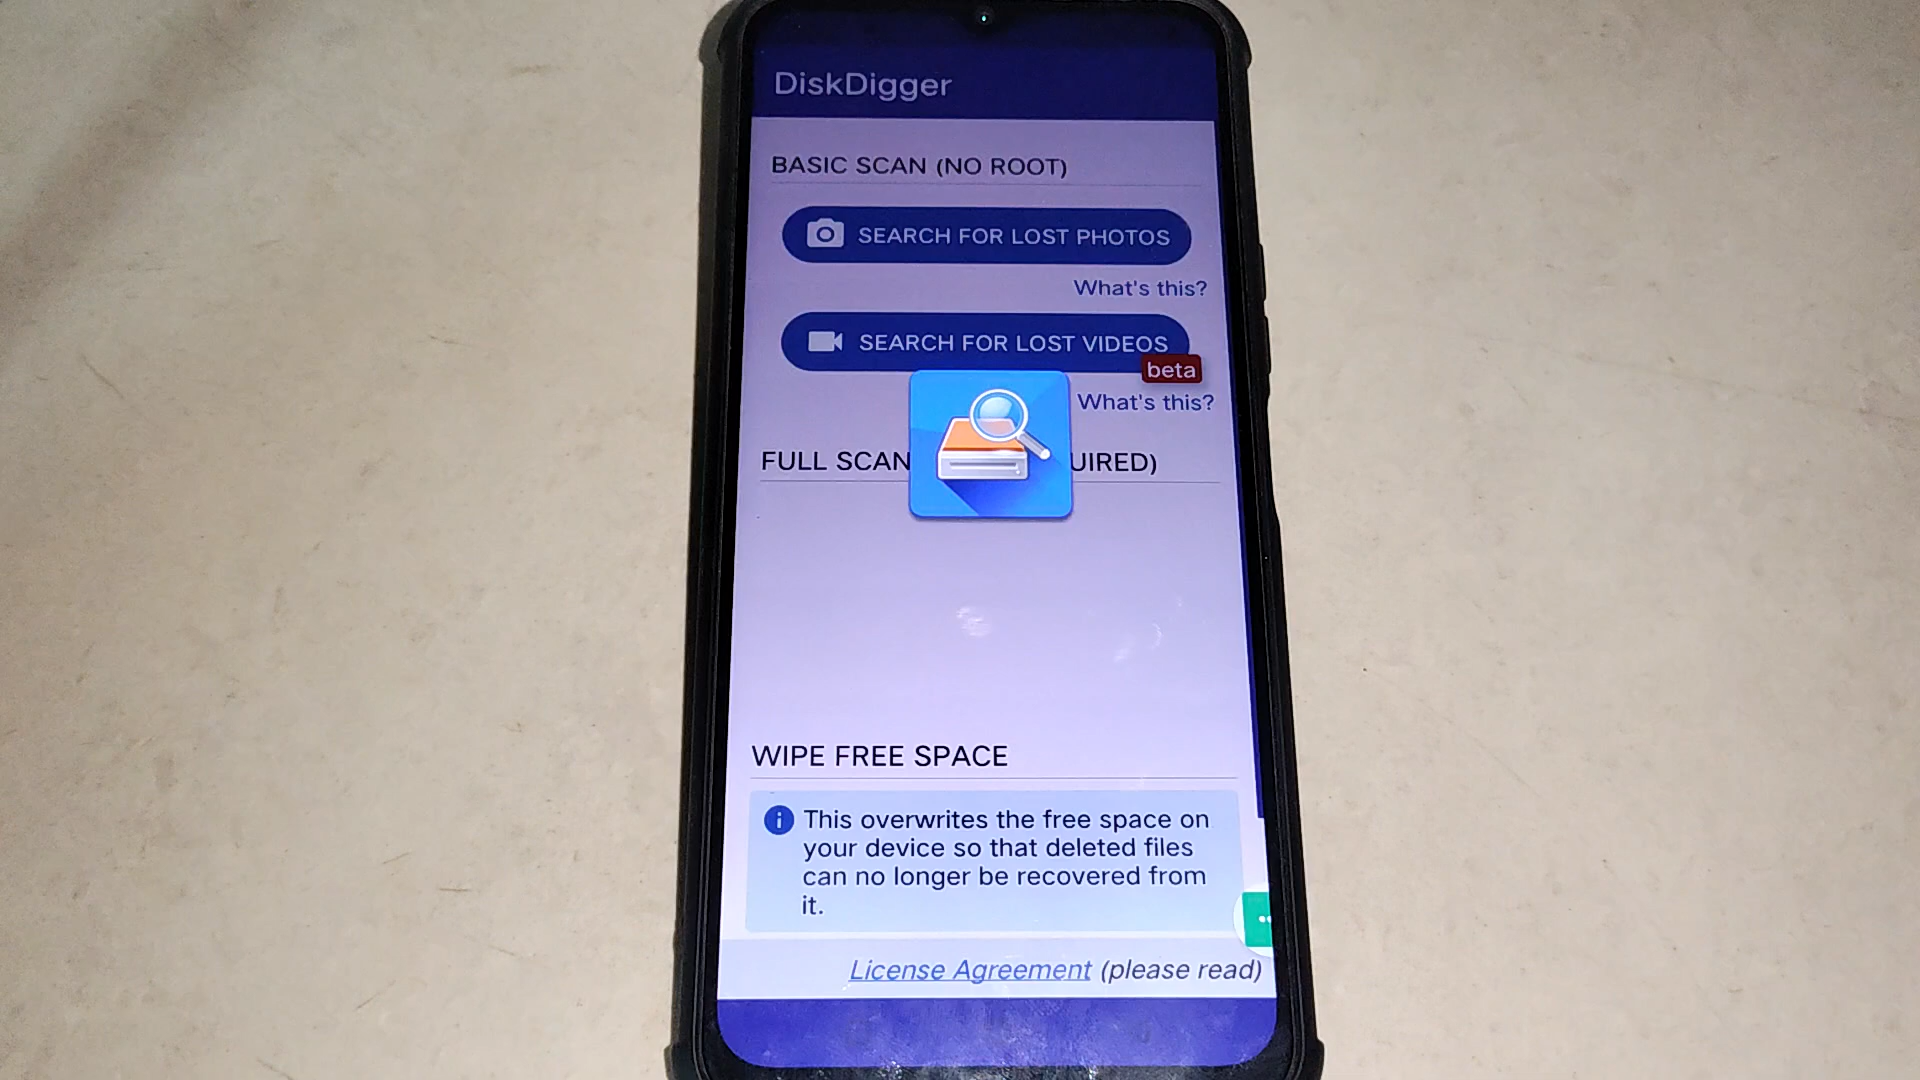 DiskDigger
BASIC SCAN (NO ROOT)
SEARCH FOR LOST PHOTOS
What's this?
SEARCH FOR LOST VIDEOS
beta
What's this?
FULL SCAN UIRED)
WIPE FREE SPACE
This overwrites the free space on
your device so that deleted files
can no longer be recovered from
it.
License Agreement (please read)